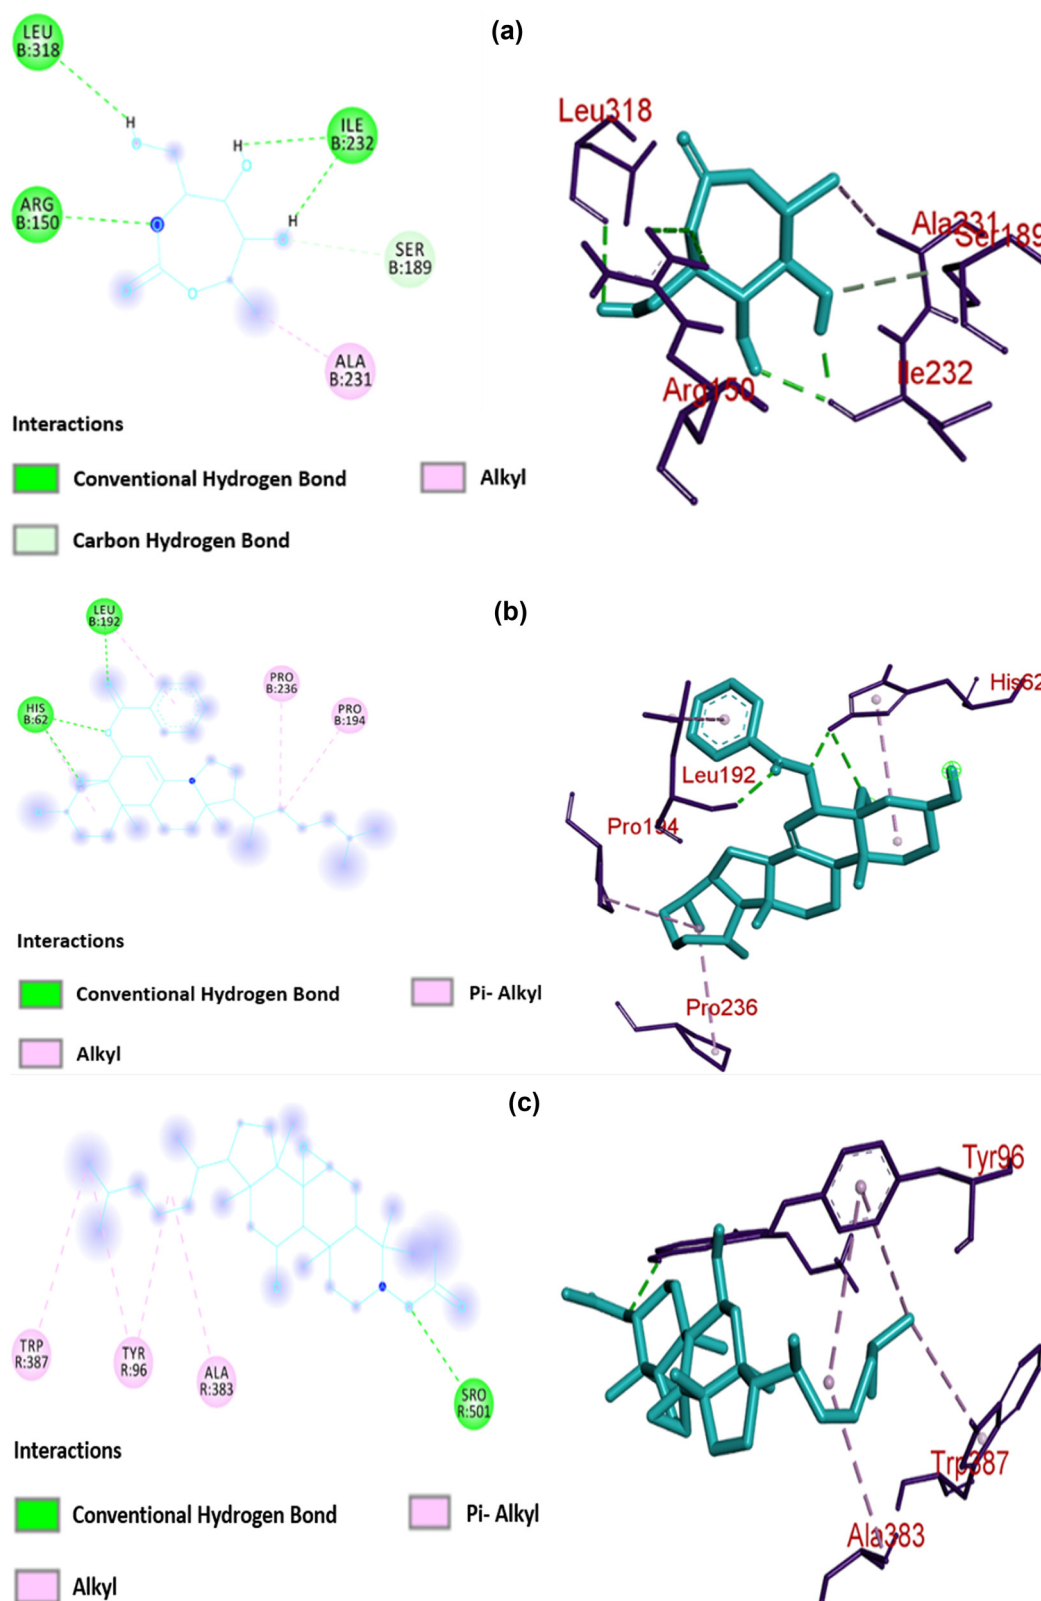 (a)
LEU
B:318
H
O
H
O
ILE
B:232
ARG
B:150
H
SER
B:189
O
ALA
B:231
Leu318
Ala231
Ser189
Ile232
Arg150
Interactions
Conventional Hydrogen Bond
Alkyl
Carbon Hydrogen Bond
(b)
LEU
B:192
HIS
B:62
PRO
B:236
PRO
B:194
His62
Leu192
Pro194
Pro236
Interactions
Conventional Hydrogen Bond
Pi- Alkyl
Alkyl
(c)
TRP
R:387
TYR
R:96
ALA
R:383
SRO
R:501
Tyr96
Trp387
Ala383
Interactions
Conventional Hydrogen Bond
Pi- Alkyl
Alkyl